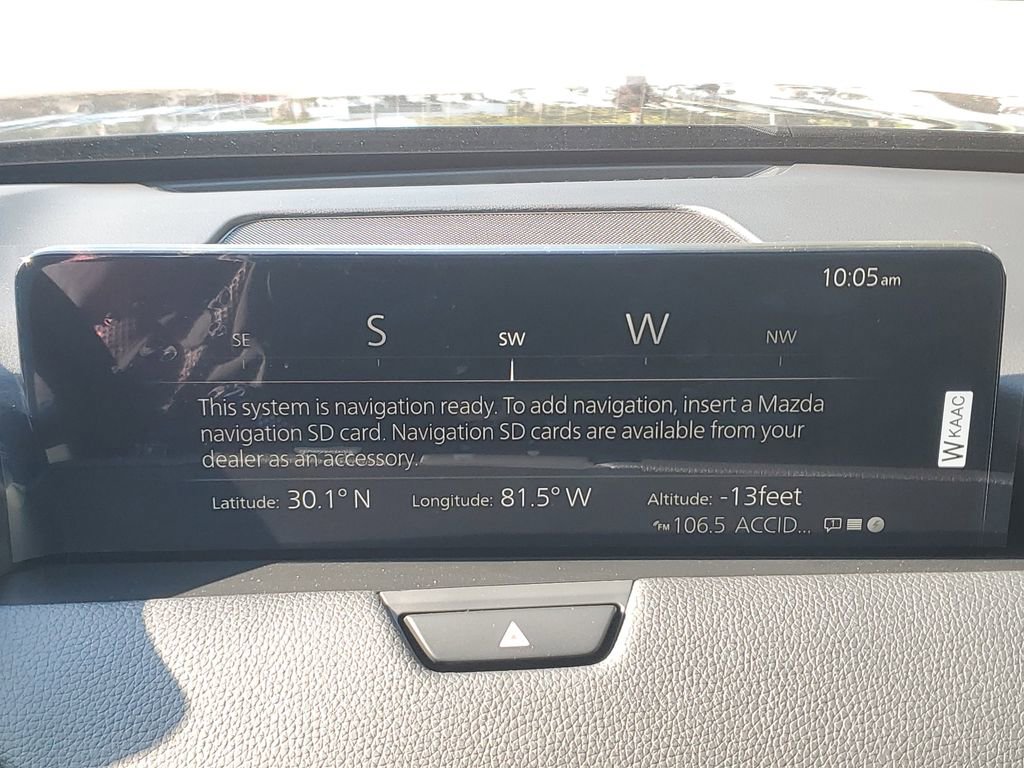 10:05am
SE S SW W NW
This system is navigation ready. To add navigation, insert a Mazda
navigation SD card. Navigation SD cards are available from your
dealer as an accessory.
WKAAC
Latitude: 30.1° N Longitude: 81.5° W Altitude: -13feet
FM 106.5 ACCID...